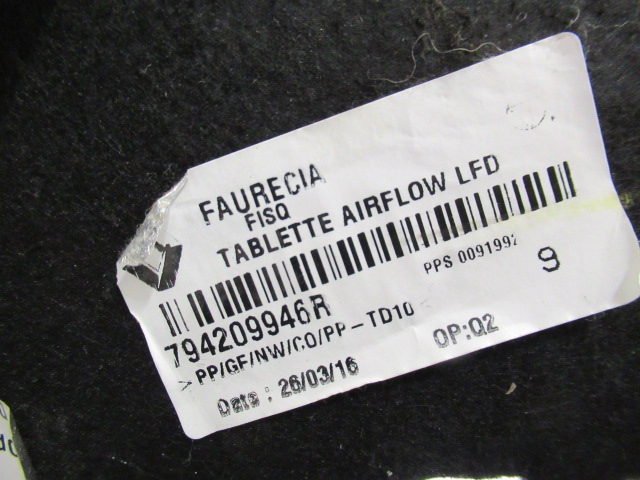 FAURECIA
FISQ
TABLETTE AIRFLOW LFD
PPS 0091992
9
794209946R
>PP/GF/NW/CO/PP-TD10
Date : 26/03/16
OP:Q2